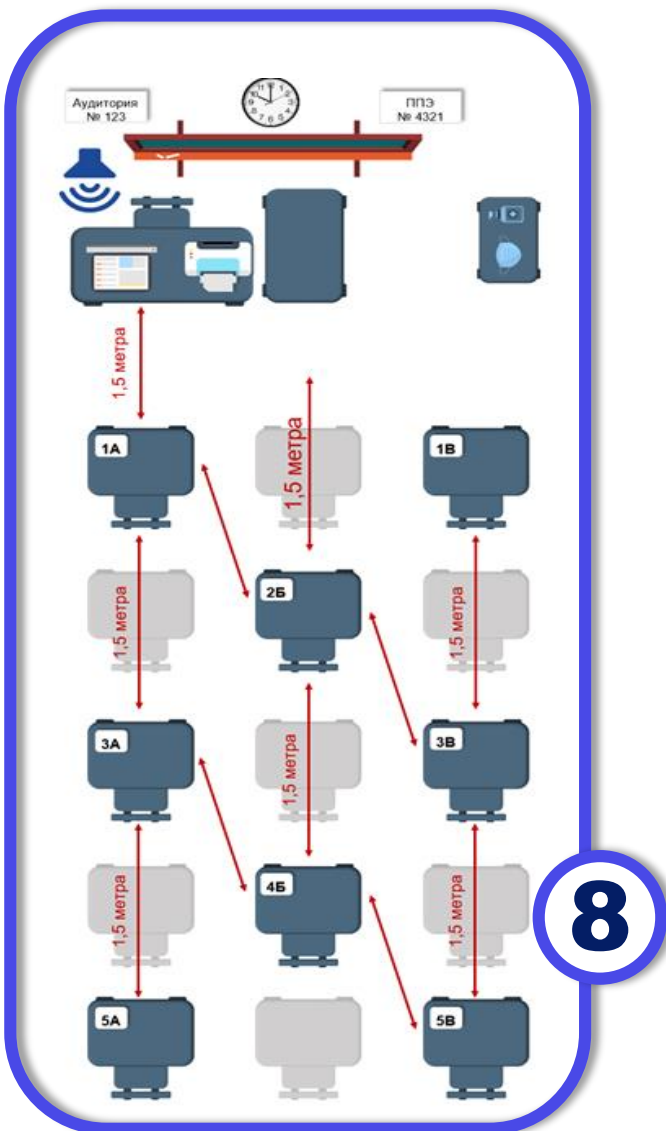 Аудитория
№ 123
ППЭ
№ 4321
1,5 метра
1,5 метра
1А
1В
2Б
1,5 метра
1,5 метра
3А
3В
1,5 метра
4Б
1,5 метра
1,5 метра
8
5А
5В